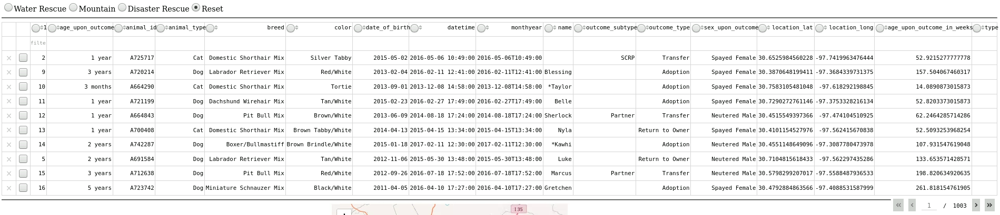 Water Rescue Mountain Disaster Rescue Reset
1 age_upon_outcome animal_id animal_type breed color date_of_birth datetime monthyear name outcome_subtype outcome_type sex_upon_outcome location_lat location_long age_upon_outcome_in_weeks type
filte
× 2 1 year A725717 Cat Domestic Shorthair Mix Silver Tabby 2015-05-02 2016-05-06 10:49:00 2016-05-06T10:49:00 SCRP Transfer Spayed Female 30.6525984560228 -97.7419963476444 52.9215277777778
× 9 3 years A720214 Dog Labrador Retriever Mix Red/White 2013-02-04 2016-02-11 12:41:00 2016-02-11T12:41:00 Blessing Adoption Spayed Female 30.3870648199411 -97.3684339731375 157.504067460317
× 10 3 months A664290 Cat Domestic Shorthair Mix Tortie 2013-09-01 2013-12-08 14:58:00 2013-12-08T14:58:00 *Taylor Adoption Spayed Female 30.7583105481048 -97.618292198845 14.0890873015873
× 11 1 year A721199 Dog Dachshund Wirehair Mix Tan/White 2015-02-23 2016-02-27 17:49:00 2016-02-27T17:49:00 Belle Adoption Spayed Female 30.7290272761146 -97.3753328216134 52.8203373015873
× 12 1 year A664843 Dog Pit Bull Mix Brown/White 2013-06-09 2014-08-18 17:24:00 2014-08-18T17:24:00 Sherlock Partner Transfer Neutered Male 30.4515549397366 -97.474104510925 62.2464285714286
× 13 1 year A700408 Cat Domestic Shorthair Mix Brown Tabby/White 2014-04-13 2015-04-15 13:34:00 2015-04-15T13:34:00 Nyla Return to Owner Spayed Female 30.4101154527976 -97.562415670838 52.5093253968254
× 14 2 years A742287 Dog Boxer/Bullmastiff Brown Brindle/White 2015-01-18 2017-02-11 12:30:00 2017-02-11T12:30:00 *Kawhi Adoption Neutered Male 30.4551148649096 -97.3087780473978 107.931547619048
× 5 2 years A691584 Dog Labrador Retriever Mix Tan/White 2012-11-06 2015-05-30 13:48:00 2015-05-30T13:48:00 Luke Return to Owner Neutered Male 30.7104815618433 -97.562297435286 133.653571428571
× 15 3 years A712638 Dog Pit Bull Mix Red/White 2012-09-26 2016-07-18 17:52:00 2016-07-18T17:52:00 Marcus Partner Transfer Neutered Male 30.5798299207017 -97.5588487936533 198.820634920635
× 16 5 years A723742 Dog Miniature Schnauzer Mix Black/White 2011-04-05 2016-04-10 17:27:00 2016-04-10T17:27:00 Gretchen Adoption Spayed Female 30.4792884863566 -97.4088531587999 261.818154761905
« ‹ 1 / 1003 › »
I 35